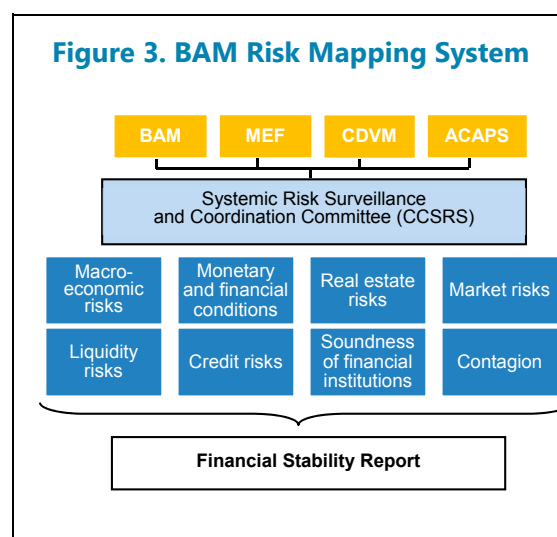 Figure 3. BAM Risk Mapping System
BAM MEF CDVM ACAPS
Systemic Risk Surveillance
and Coordination Committee (CCSRS)
Macro-
economic
risks
Monetary
and financial
conditions
Real estate
risks
Market risks
Liquidity
risks
Credit risks
Soundness
of financial
institutions
Contagion
Financial Stability Report